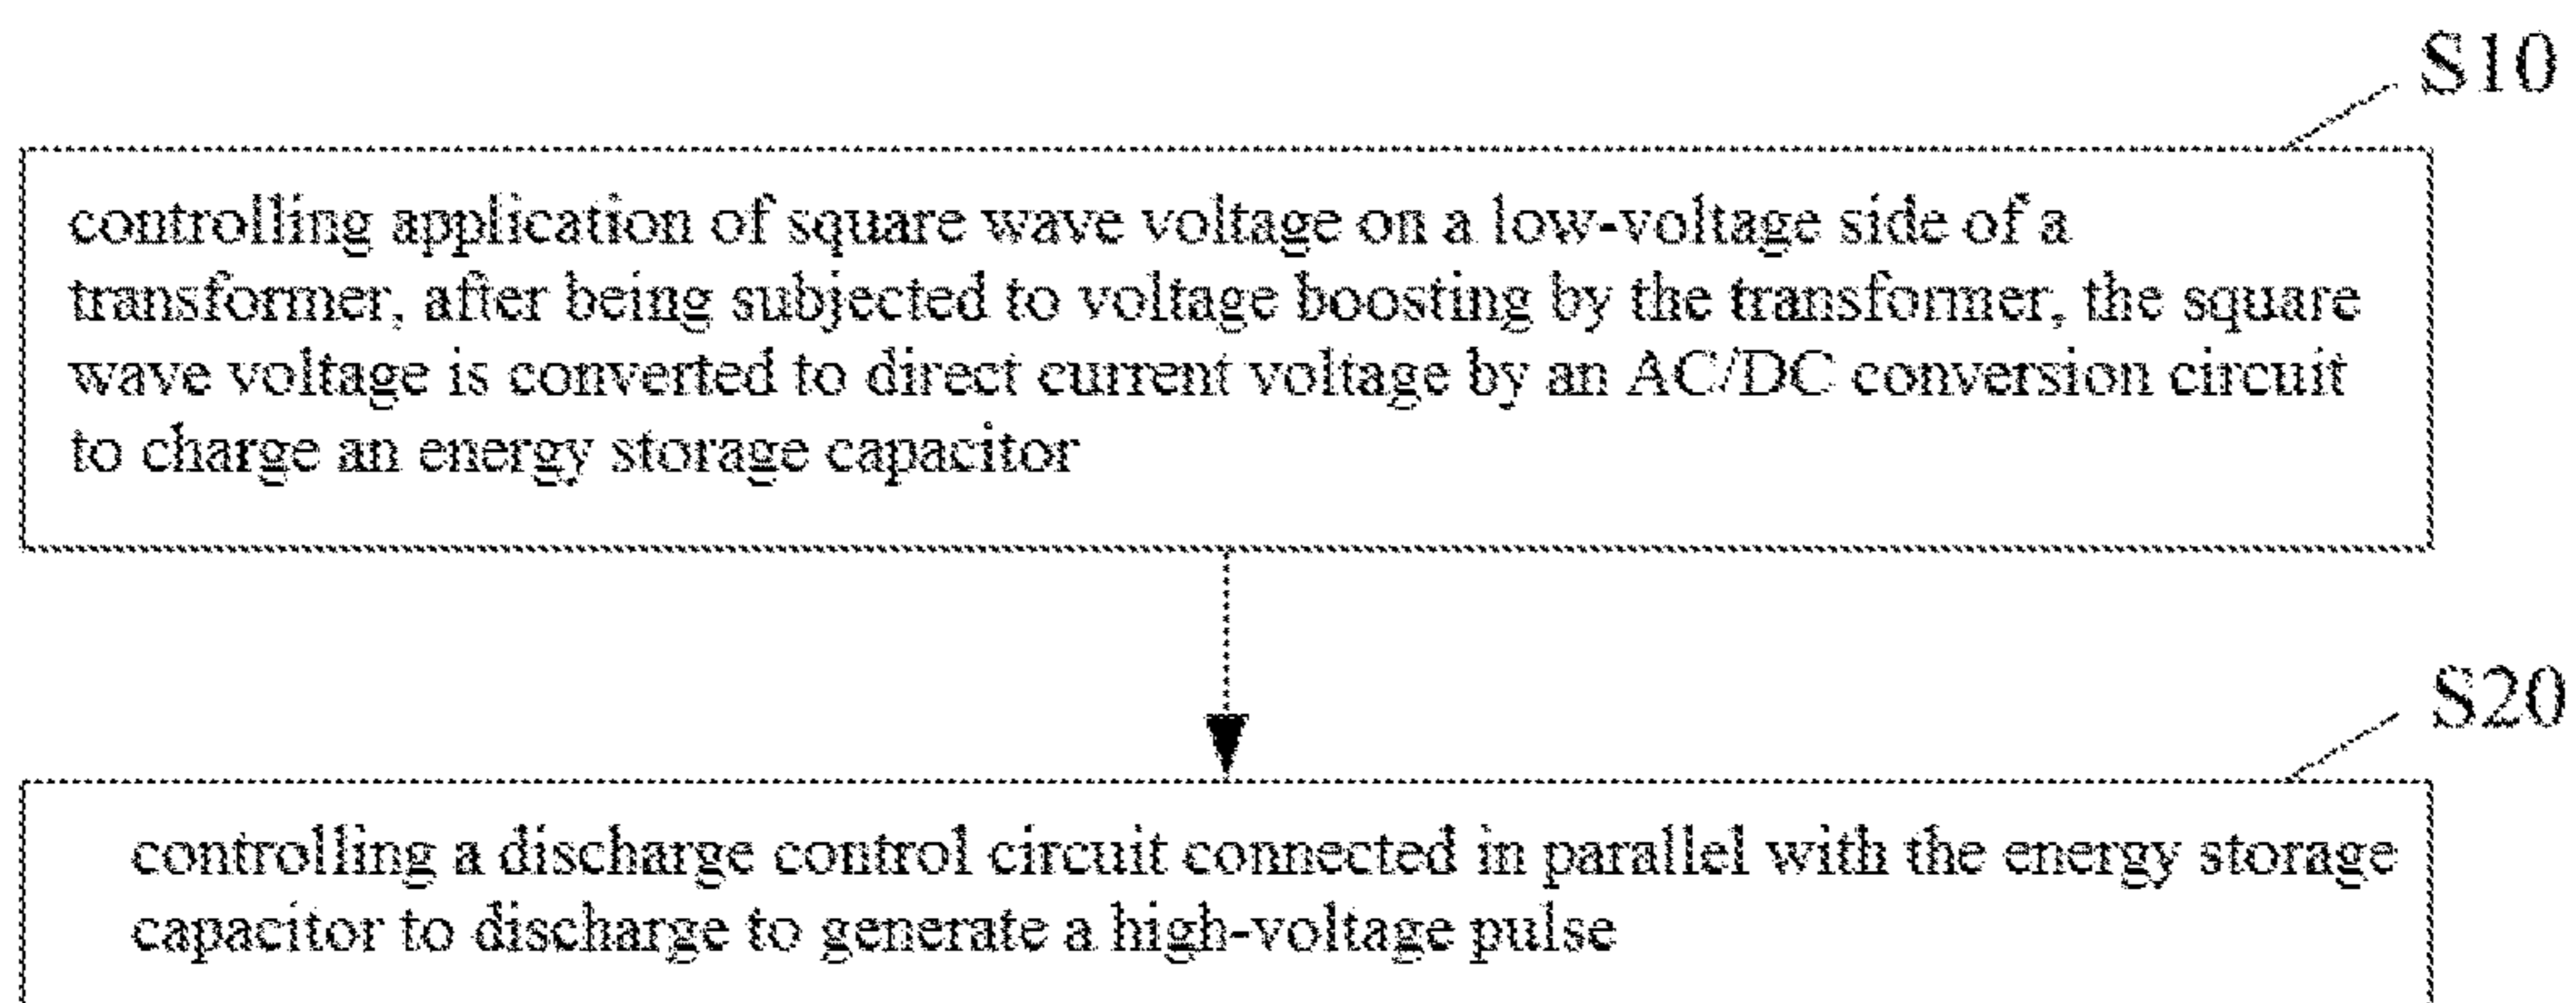 S10
controlling application of square wave voltage on a low-voltage side of a
transformer, after being subjected to voltage boosting by the transformer, the square
wave voltage is converted to direct current voltage by an AC/DC conversion circuit
to charge an energy storage capacitor
S20
controlling a discharge control circuit connected in parallel with the energy storage
capacitor to discharge to generate a high-voltage pulse